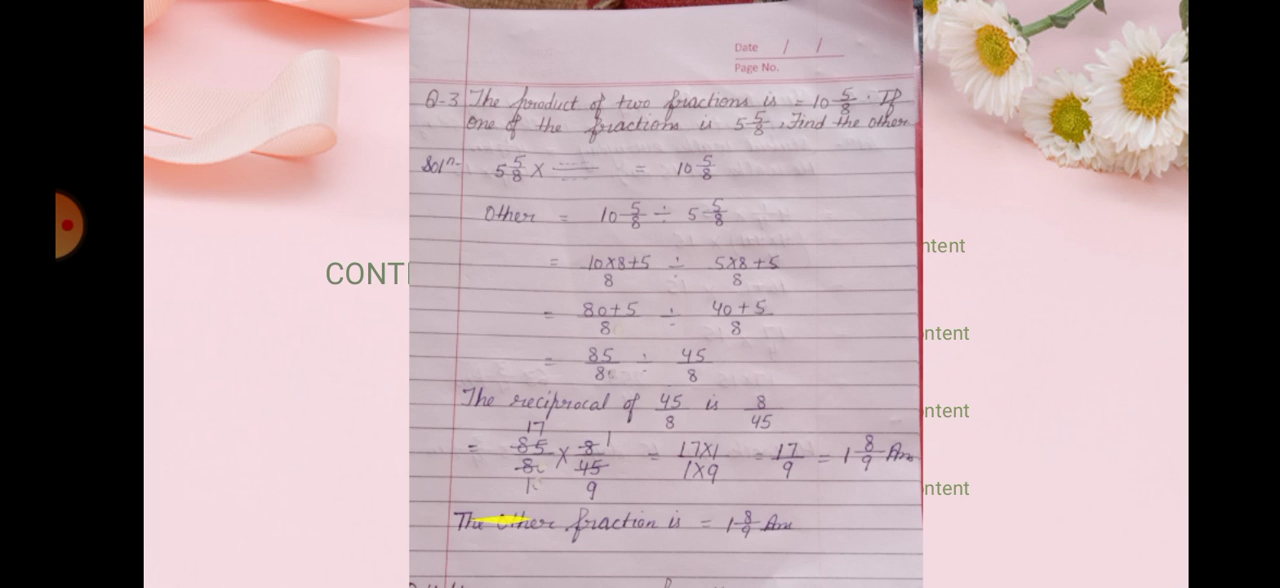 Date / /
Page No.
Q-3 The product of two fractions is = 10 5/8 . If
one of the fractions is 5 5/8 , Find the other
Solⁿ- 5 5/8 × = 10 5/8
Other = 10 5/8 ÷ 5 5/8
= 10×8+5/8 ÷ 5×8+5/8
= 80+5/8 ÷ 40+5/8
= 85/8 ÷ 45/8
The reciprocal of 45/8 is 8/45
17 1
= 85/8 × 8/45 = 17×1/1×9 = 17/9 = 1 8/9 Ans
1 9
The other fraction is = 1 8/9 Ans
CONT
ntent
ntent
ntent
ntent